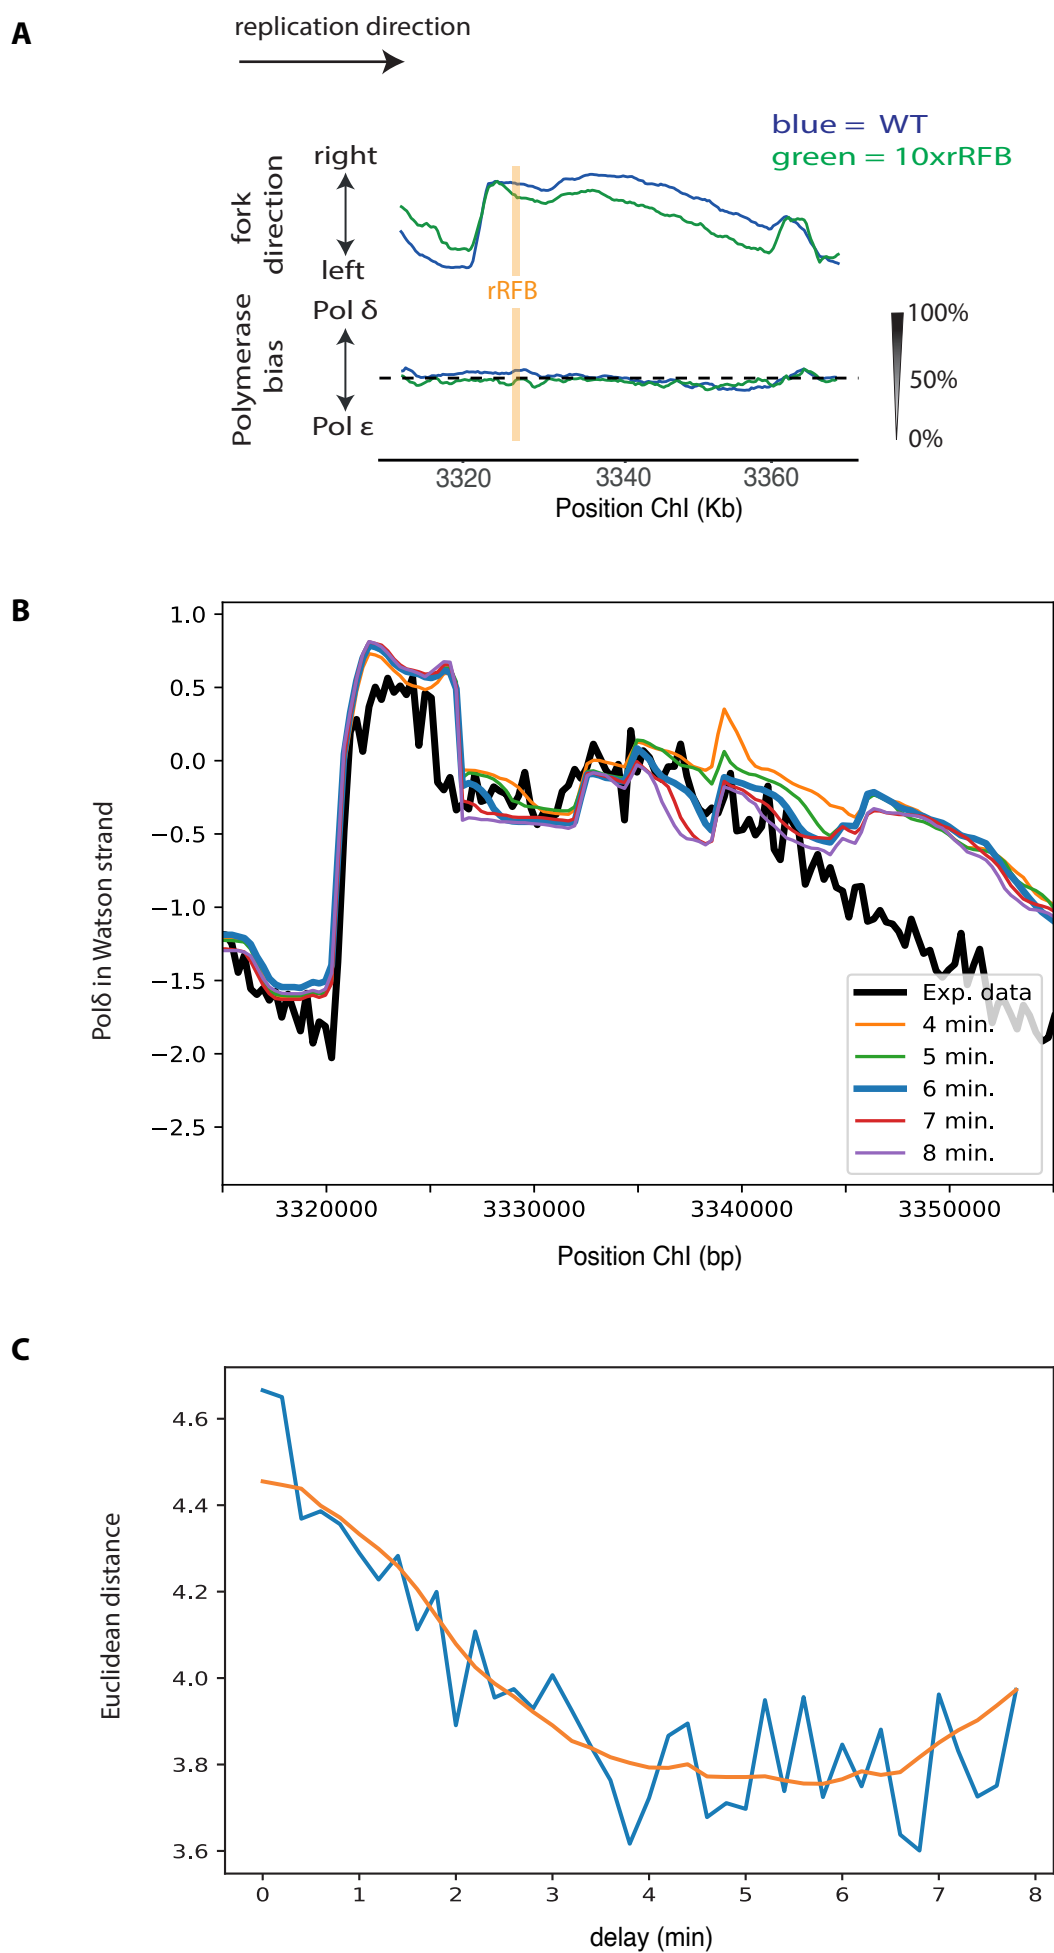 A
replication direction
blue = WT
green = 10xrRFB
fork
direction
right
left
rRFB
Polymerase
bias
Pol δ
Pol ε
100%
50%
0%
3320
3340
3360
Position ChI (Kb)
B
Polδ in Watson strand
1.0
0.5
0.0
−0.5
−1.0
−1.5
−2.0
−2.5
Exp. data
4 min.
5 min.
6 min.
7 min.
8 min.
3320000
3330000
3340000
3350000
Position ChI (bp)
C
Euclidean distance
4.6
4.4
4.2
4.0
3.8
3.6
0
1
2
3
4
5
6
7
8
delay (min)